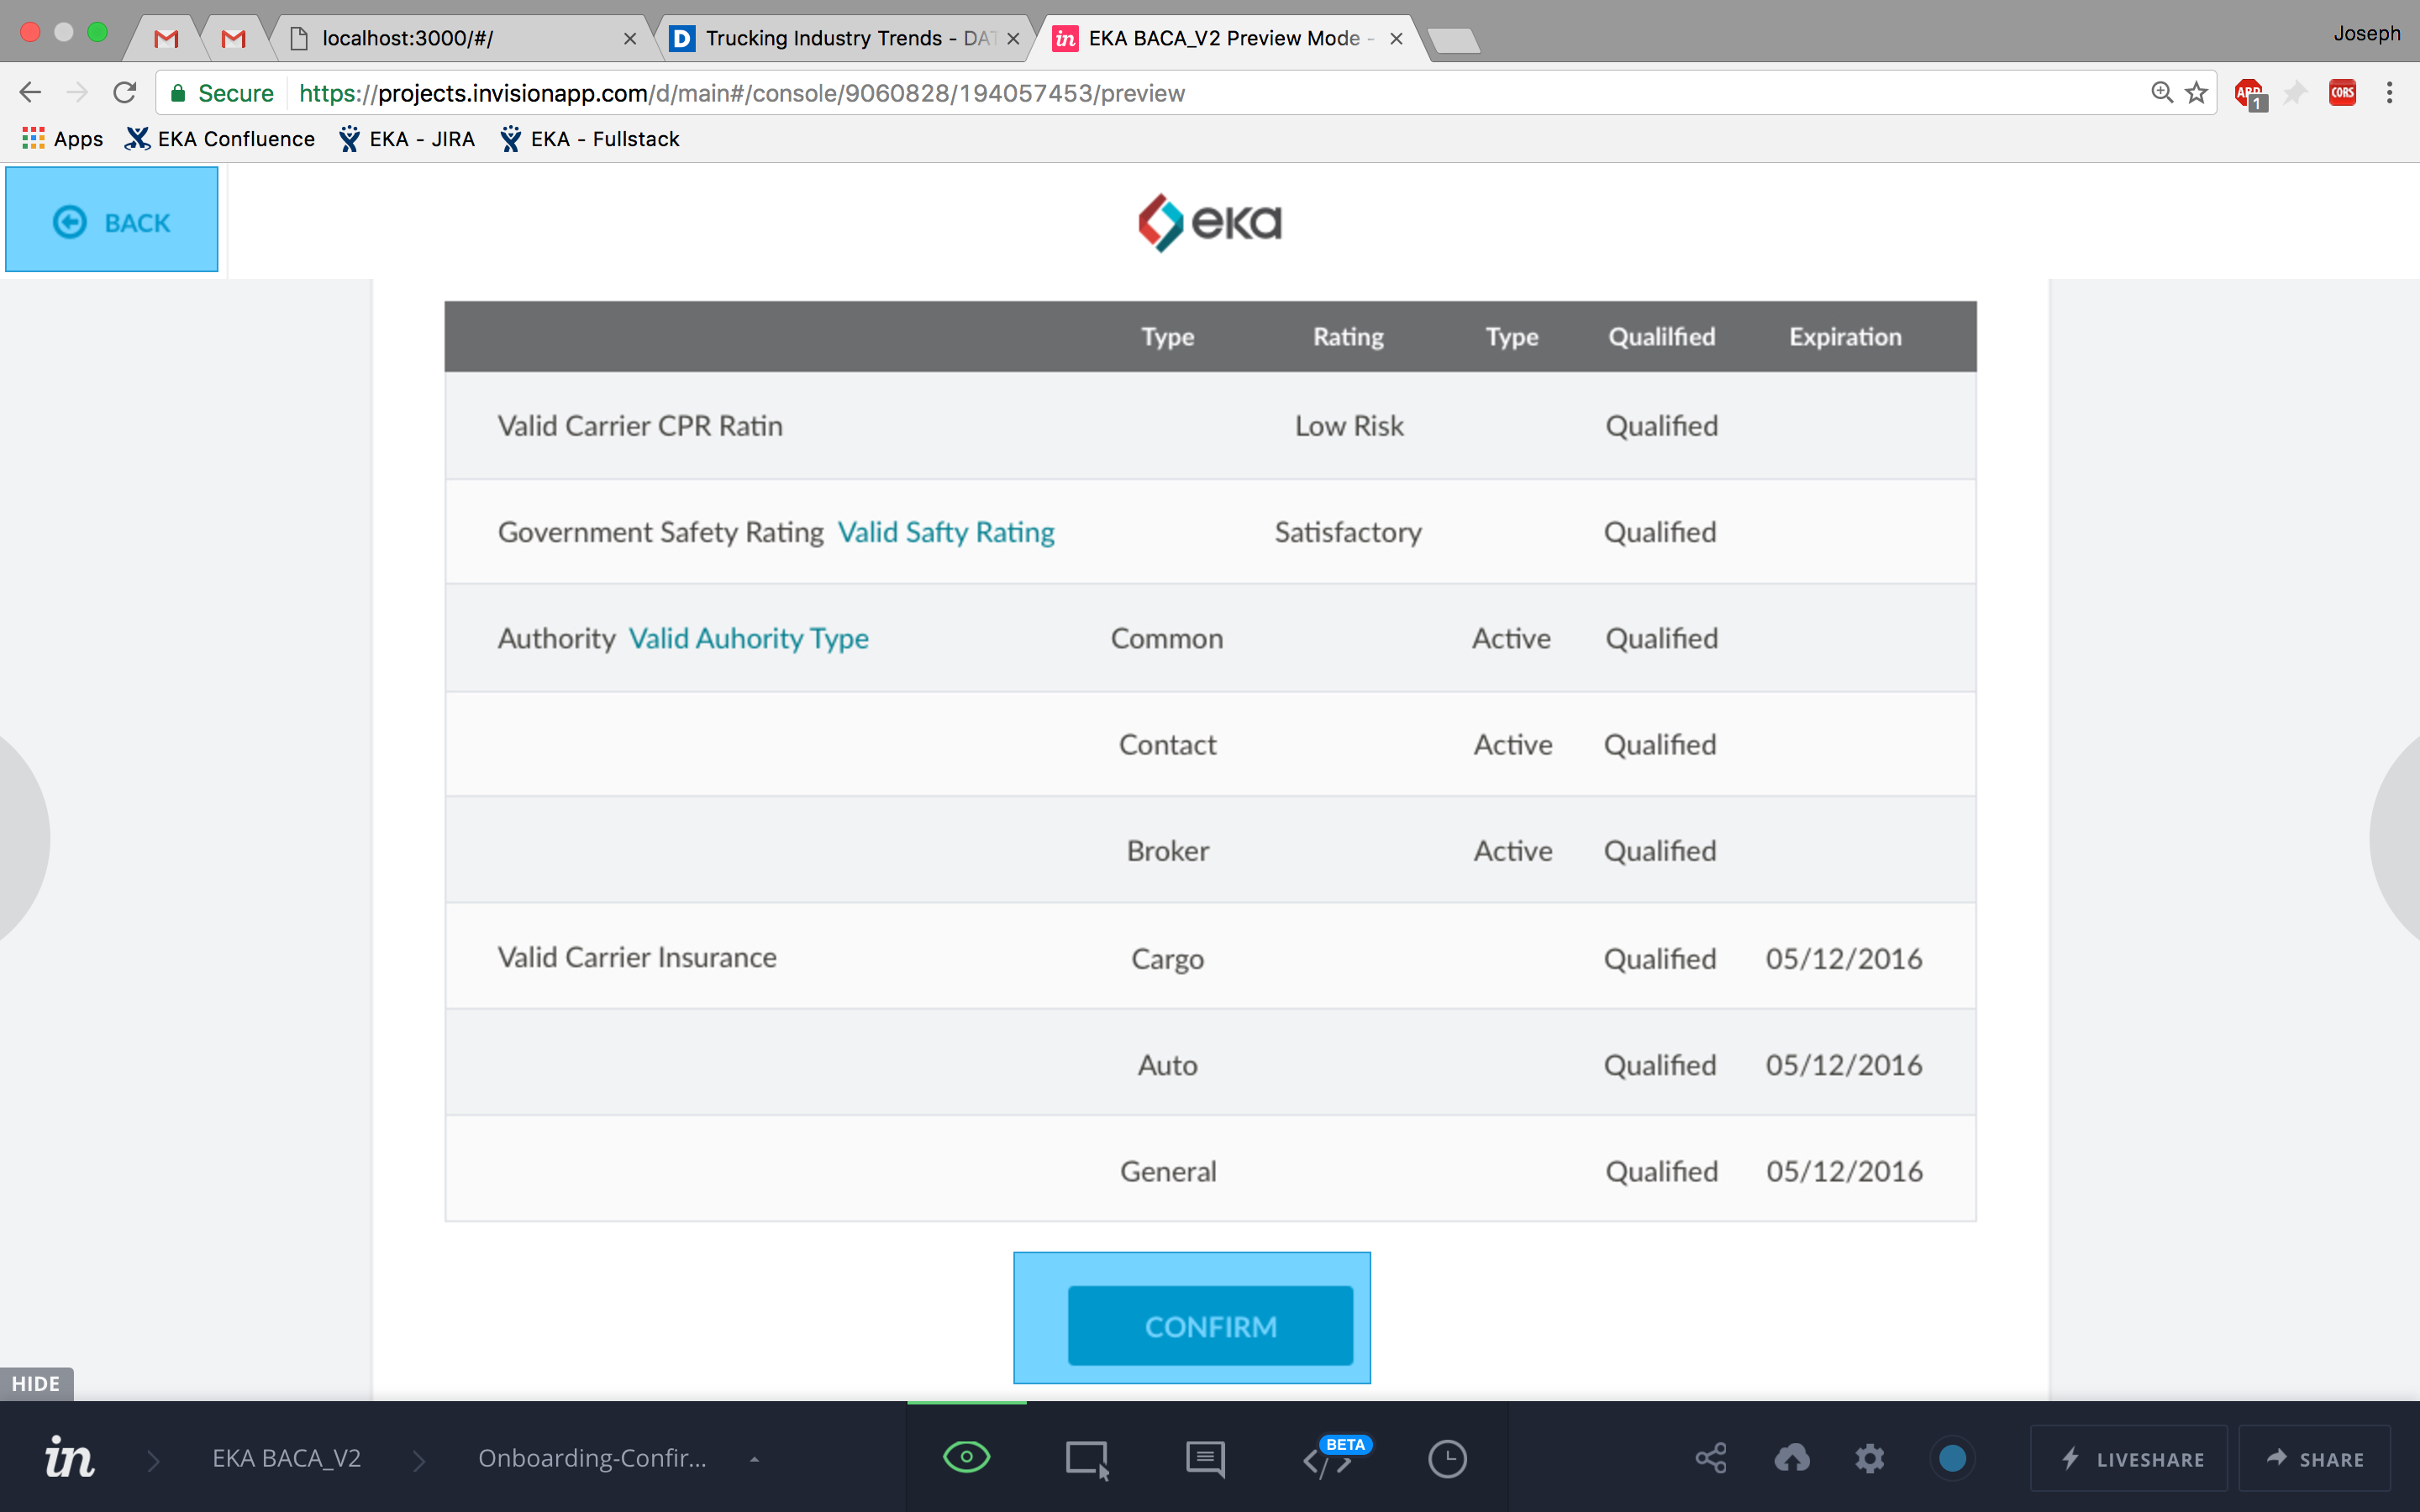 localhost:3000/#/ Trucking Industry Trends - DAT EKA BACA_V2 Preview Mode - Joseph
Secure https://projects.invisionapp.com/d/main#/console/9060828/194057453/preview ABP 1 CORS
Apps EKA Confluence EKA - JIRA EKA - Fullstack
BACK eka
Type Rating Type Qualilfied Expiration
Valid Carrier CPR Ratin Low Risk Qualified
Government Safety Rating Valid Safty Rating Satisfactory Qualified
Authority Valid Auhority Type Common Active Qualified
Contact Active Qualified
Broker Active Qualified
Valid Carrier Insurance Cargo Qualified 05/12/2016
Auto Qualified 05/12/2016
General Qualified 05/12/2016
CONFIRM
HIDE
in EKA BACA_V2 Onboarding-Confir... BETA LIVESHARE SHARE